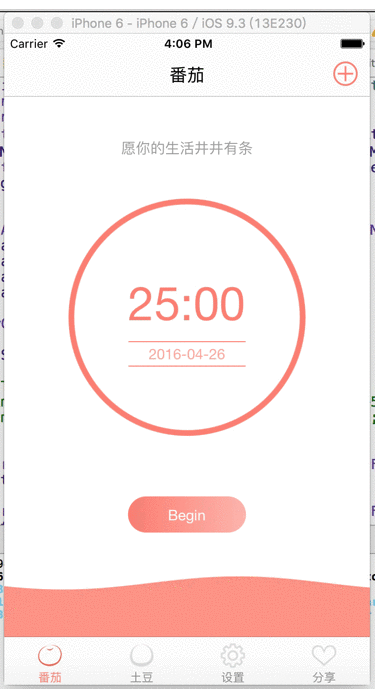 iPhone 6 - iPhone 6 / iOS 9.3 (13E230)
Carrier 4:06 PM
番茄
愿你的生活井井有条
25:00
2016-04-26
Begin
番茄 土豆 设置 分享